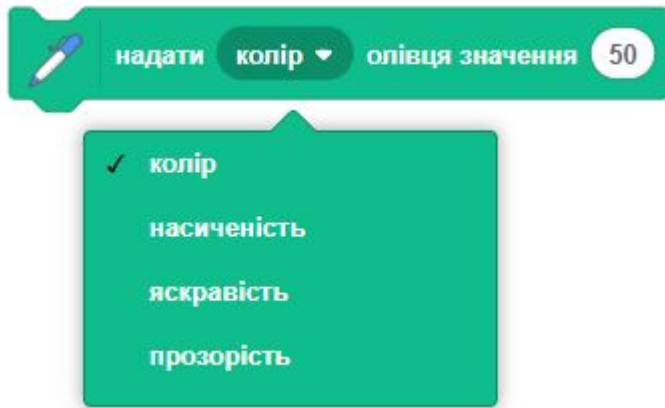 надати колір олівця значення 50
колір
насиченість
яскравість
прозорість